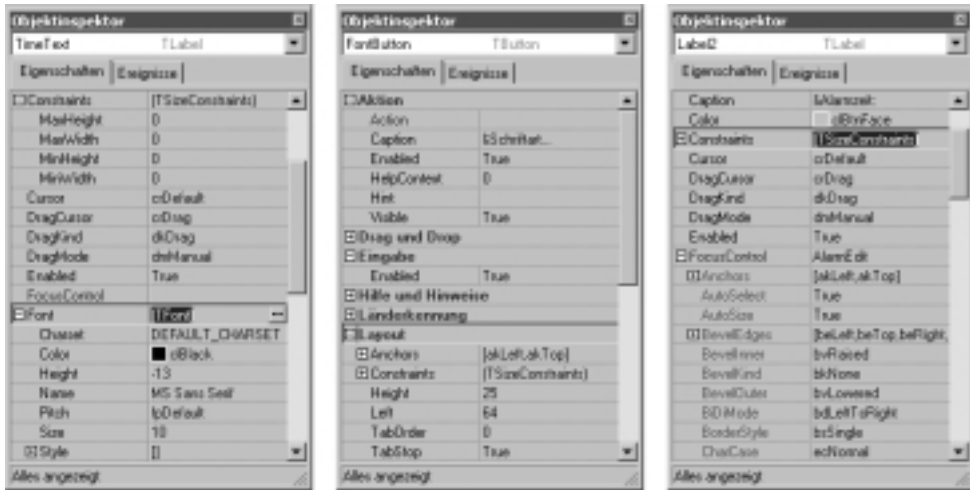 Objektinspektor
TimeText TLabel
Eigenschaften Ereignisse
Constraints (TSizeConstraints)
MaxHeight 0
MaxWidth 0
MinHeight 0
MinWidth 0
Cursor crDefault
DragCursor crDrag
DragKind dkDrag
DragMode dmManual
Enabled True
FocusControl
Font (TFont) ...
Charset DEFAULT_CHARSET
Color clBlack
Height -13
Name MS Sans Serif
Pitch fpDefault
Size 10
Style []
Alles angezeigt
Objektinspektor
FontButton TButton
Eigenschaften Ereignisse
Aktion
Action
Caption &Schriftart...
Enabled True
HelpContext 0
Hint
Visible True
Drag und Drop
Eingabe
Enabled True
Hilfe und Hinweise
Länderkennung
Layout
Anchors [akLeft,akTop]
Constraints (TSizeConstraints)
Height 25
Left 64
TabOrder 0
TabStop True
Alles angezeigt
Objektinspektor
Label2 TLabel
Eigenschaften Ereignisse
Caption &Alarmzeit:
Color clBtnFace
Constraints (TSizeConstraints)
Cursor crDefault
DragCursor crDrag
DragKind dkDrag
DragMode dmManual
Enabled True
FocusControl AlarmEdit
Anchors [akLeft,akTop]
AutoSelect True
AutoSize True
BevelEdges [beLeft,beTop,beRight,
BevelInner bvRaised
BevelKind bkNone
BevelOuter bvLowered
BiDiMode bdLeftToRight
BorderStyle bsSingle
CharCase ecNormal
Alles angezeigt